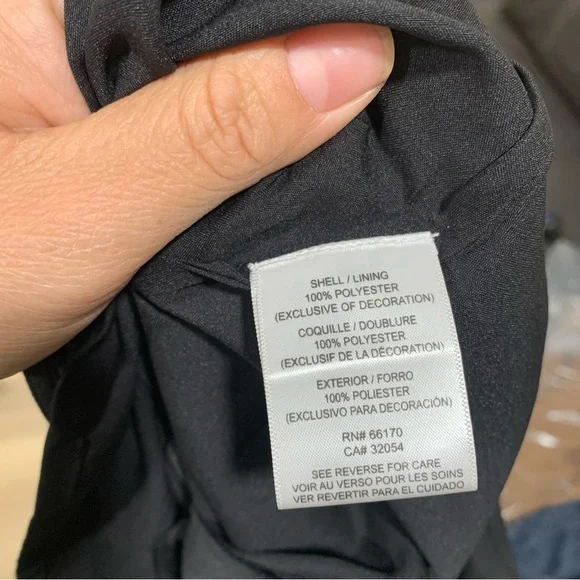 SHELL / LINING
100% POLYESTER
(EXCLUSIVE OF DECORATION)
COQUILLE / DOUBLURE
100% POLYESTER
(EXCLUSIF DE LA DÉCORATION)
EXTERIOR / FORRO
100% POLIESTER
(EXCLUSIVO PARA DECORACIÓN)
RN# 66170
CA# 32054
SEE REVERSE FOR CARE
VOIR AU VERSO POUR LES SOINS
VER REVERTIR PARA EL CUIDADO